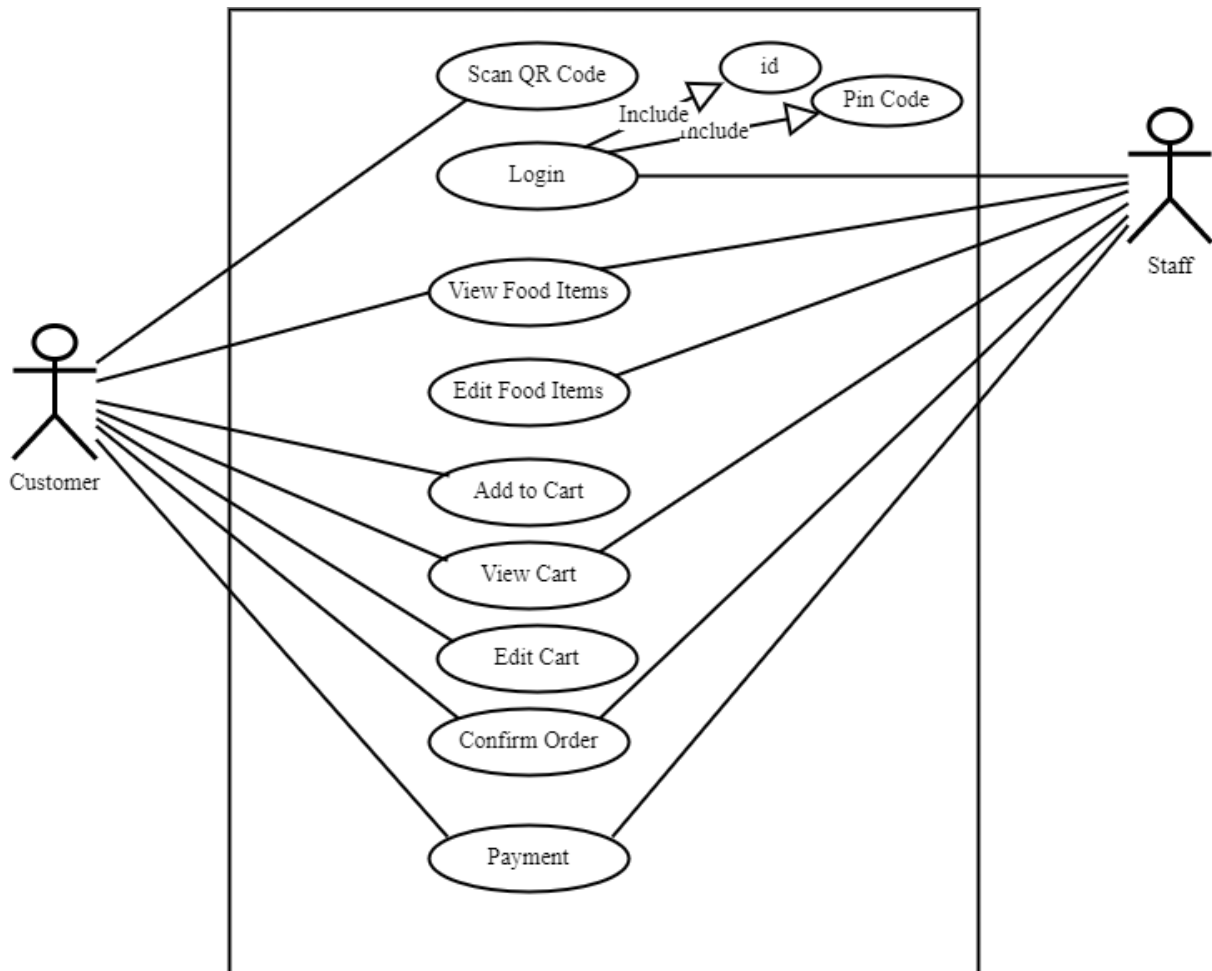 Scan QR Code
id
Pin Code
Include
Include
Login
Staff
View Food Items
Edit Food Items
Customer
Add to Cart
View Cart
Edit Cart
Confirm Order
Payment